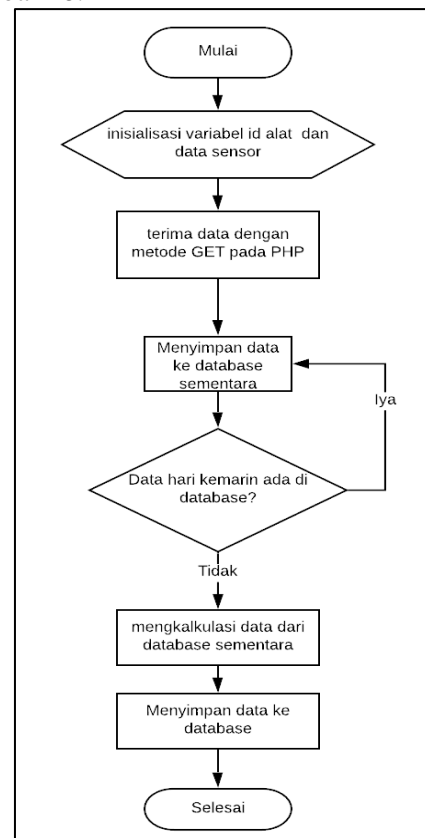 Mulai
inisialisasi variabel id alat dan
data sensor
terima data dengan
metode GET pada PHP
Menyimpan data
ke database
sementara
Iya
Data hari kemarin ada di
database?
Tidak
mengkalkulasi data dari
database sementara
Menyimpan data ke
database
Selesai